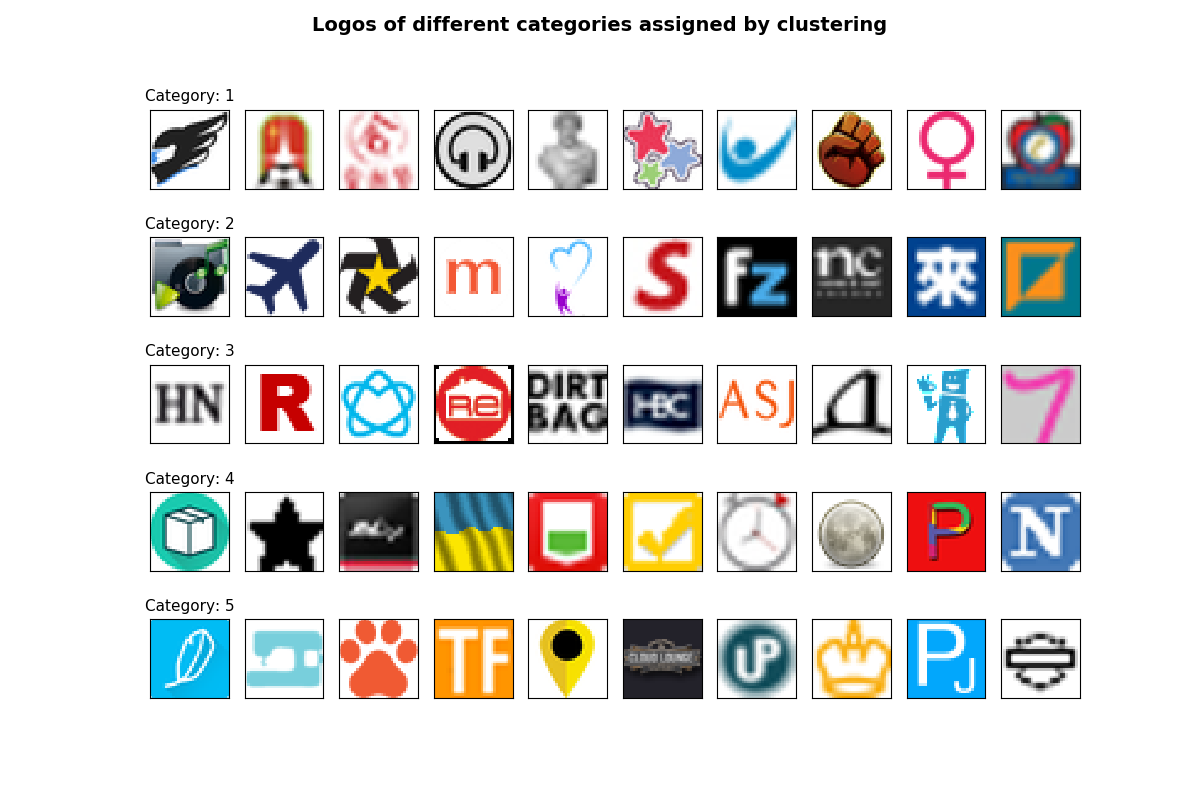 Logos of different categories assigned by clustering
Category: 1
Category: 2
m
S
Fz
nc
來
Category: 3
HN
R
Re
DIRT
BAG
HBC
ASJ
Category: 4
P
N
Category: 5
TF
CLOUD LOUNGE
UP
PJ